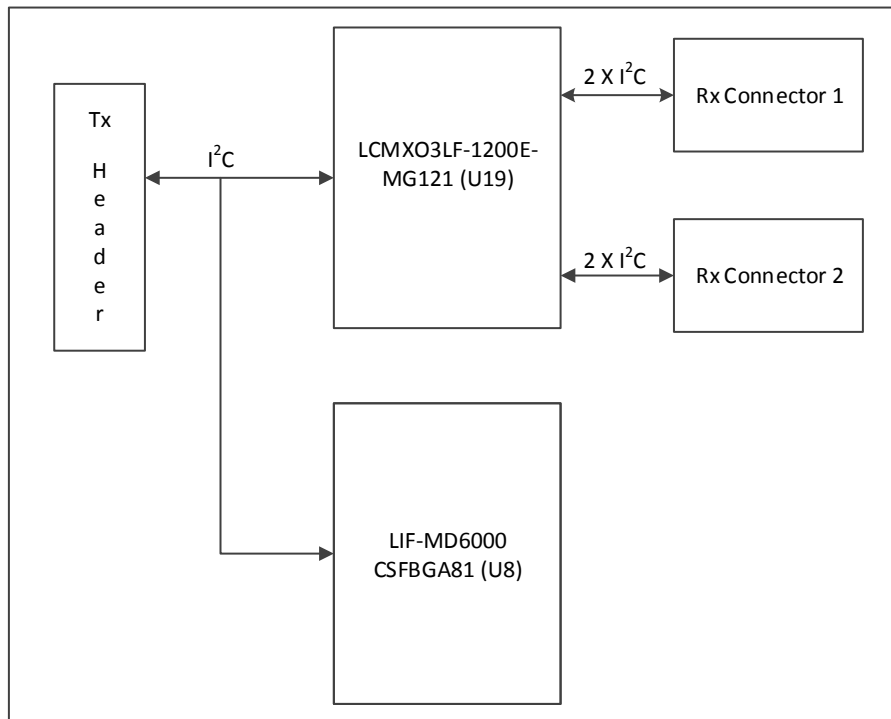 Tx
Header
I²C
LCMXO3LF-1200E-
MG121 (U19)
2 X I²C
Rx Connector 1
2 X I²C
Rx Connector 2
LIF-MD6000
CSFBGA81 (U8)